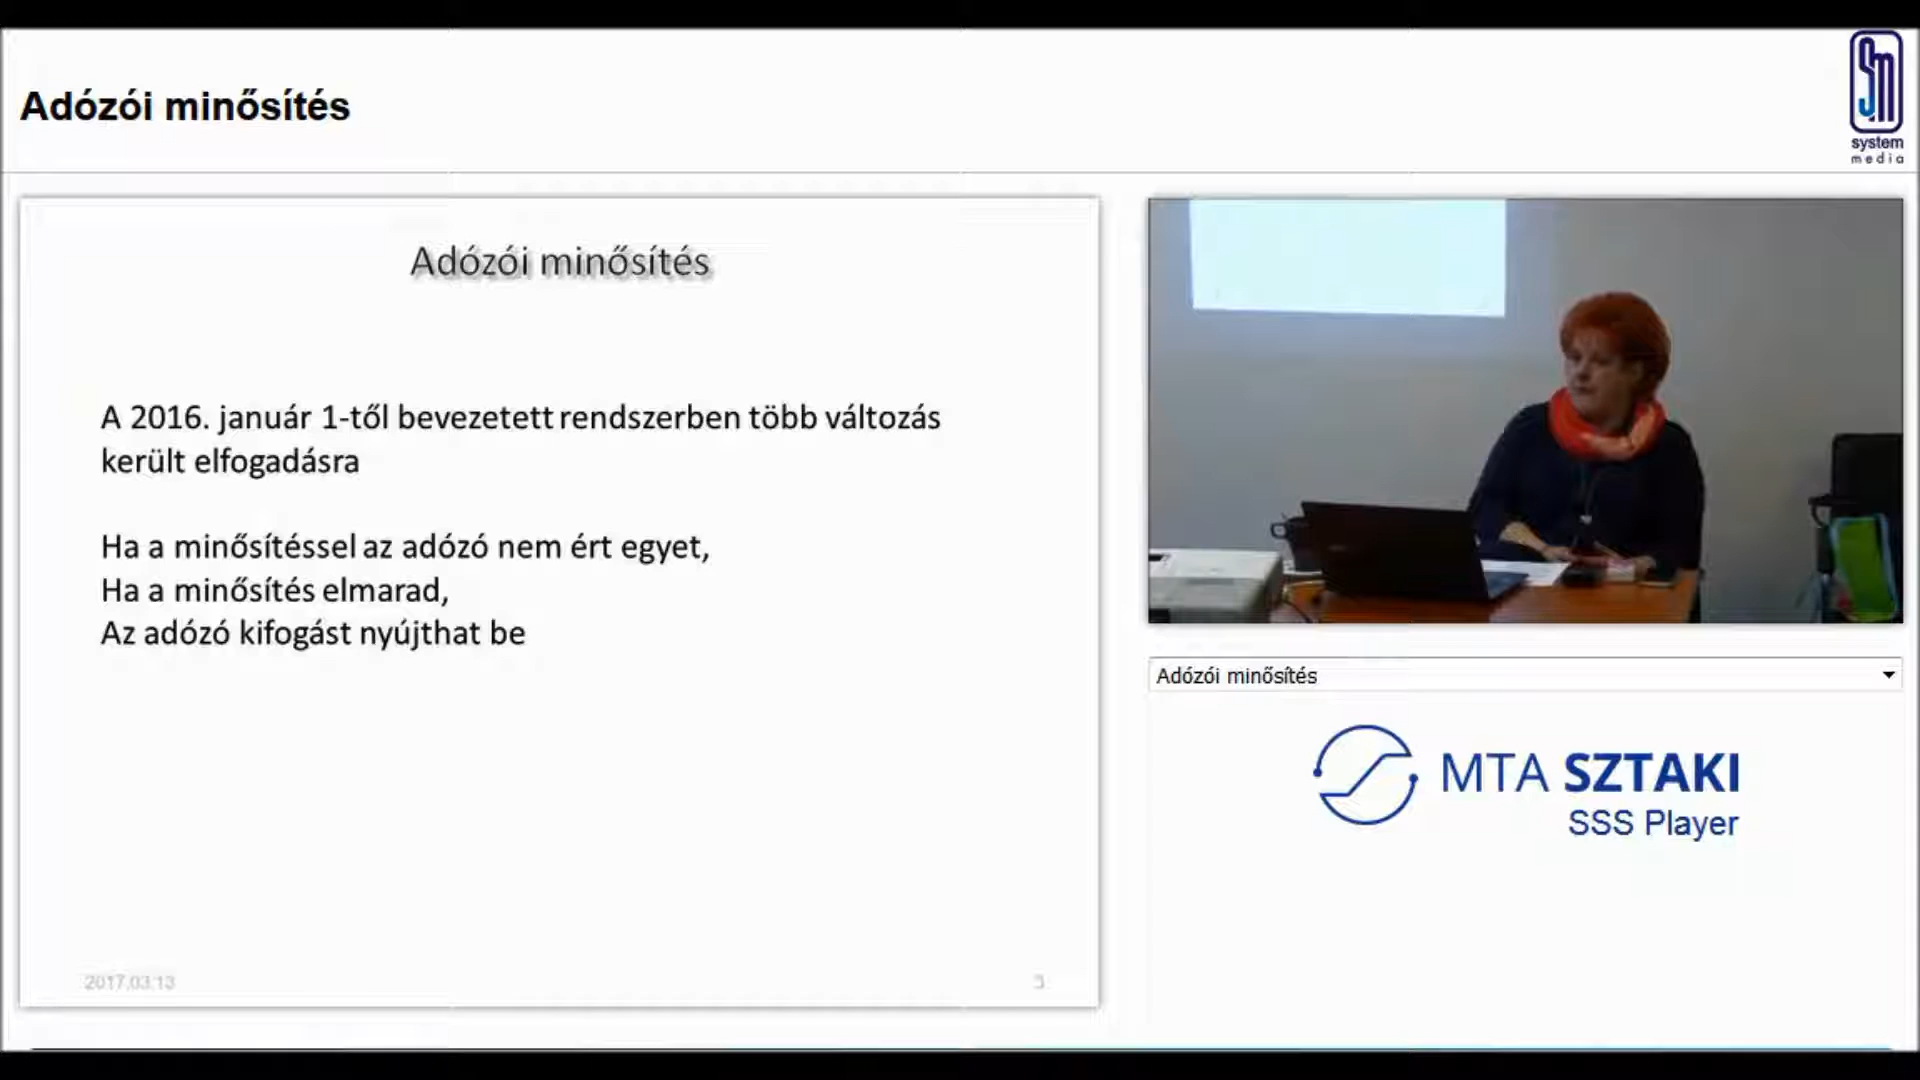 Adózói minősítés
system
media
Adózói minősítés
A 2016. január 1-től bevezetett rendszerben több változás
került elfogadásra
Ha a minősítéssel az adózó nem ért egyet,
Ha a minősítés elmarad,
Az adózó kifogást nyújthat be
2017.03.13
3
Adózói minősítés
MTA SZTAKI
SSS Player